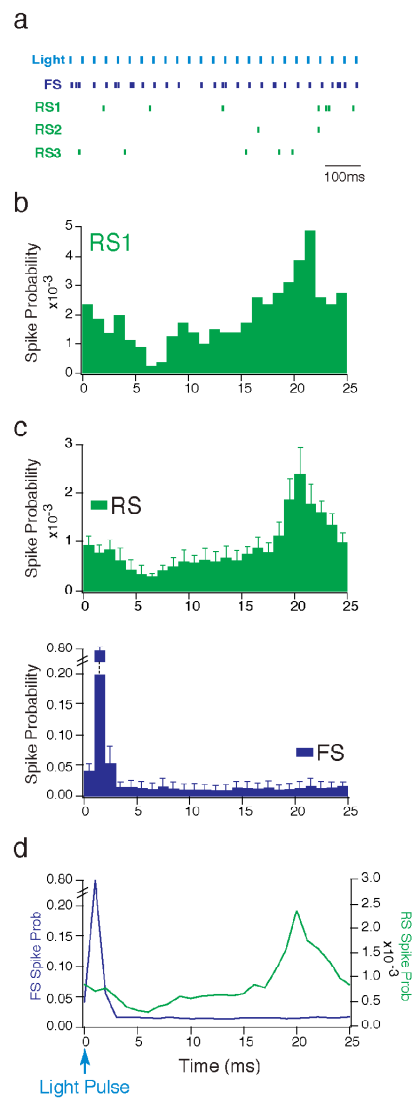 a
Light
FS
RS1
RS2
RS3
100ms
b
RS1
Spike Probability
x10-3
5
4
3
2
1
0
0 5 10 15 20 25
c
RS
Spike Probability
x10-3
3
2
1
0
0 5 10 15 20 25
FS
Spike Probability
0.80
0.20
0.15
0.10
0.05
0.00
0 5 10 15 20 25
d
FS Spike Prob
0.80
0.20
0.15
0.10
0.05
0.00
3.0
2.5
2.0
1.5
1.0
0.5
0.0
x10-3
RS Spike Prob
0 5 10 15 20 25
Time (ms)
Light Pulse